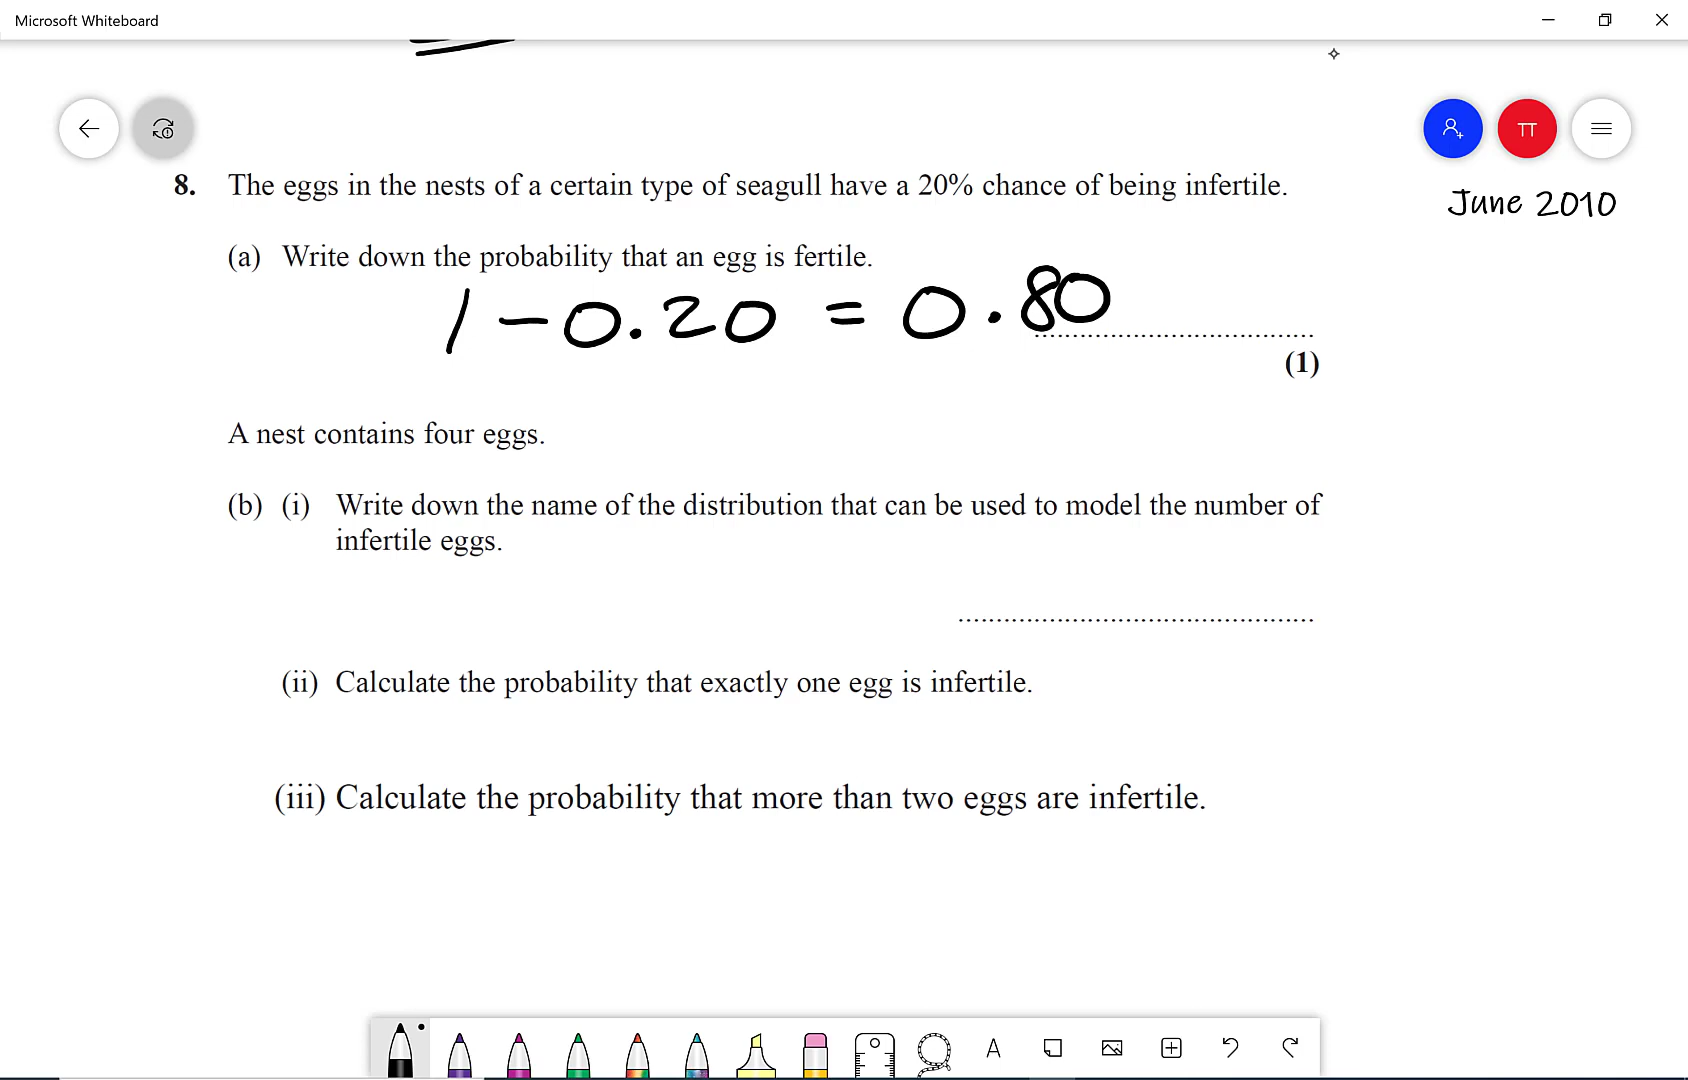 Microsoft Whiteboard
TT
8. The eggs in the nests of a certain type of seagull have a 20% chance of being infertile.
June 2010
(a) Write down the probability that an egg is fertile.
1 - 0.20 = 0.80
(1)
A nest contains four eggs.
(b) (i) Write down the name of the distribution that can be used to model the number of
infertile eggs.
(ii) Calculate the probability that exactly one egg is infertile.
(iii) Calculate the probability that more than two eggs are infertile.
A